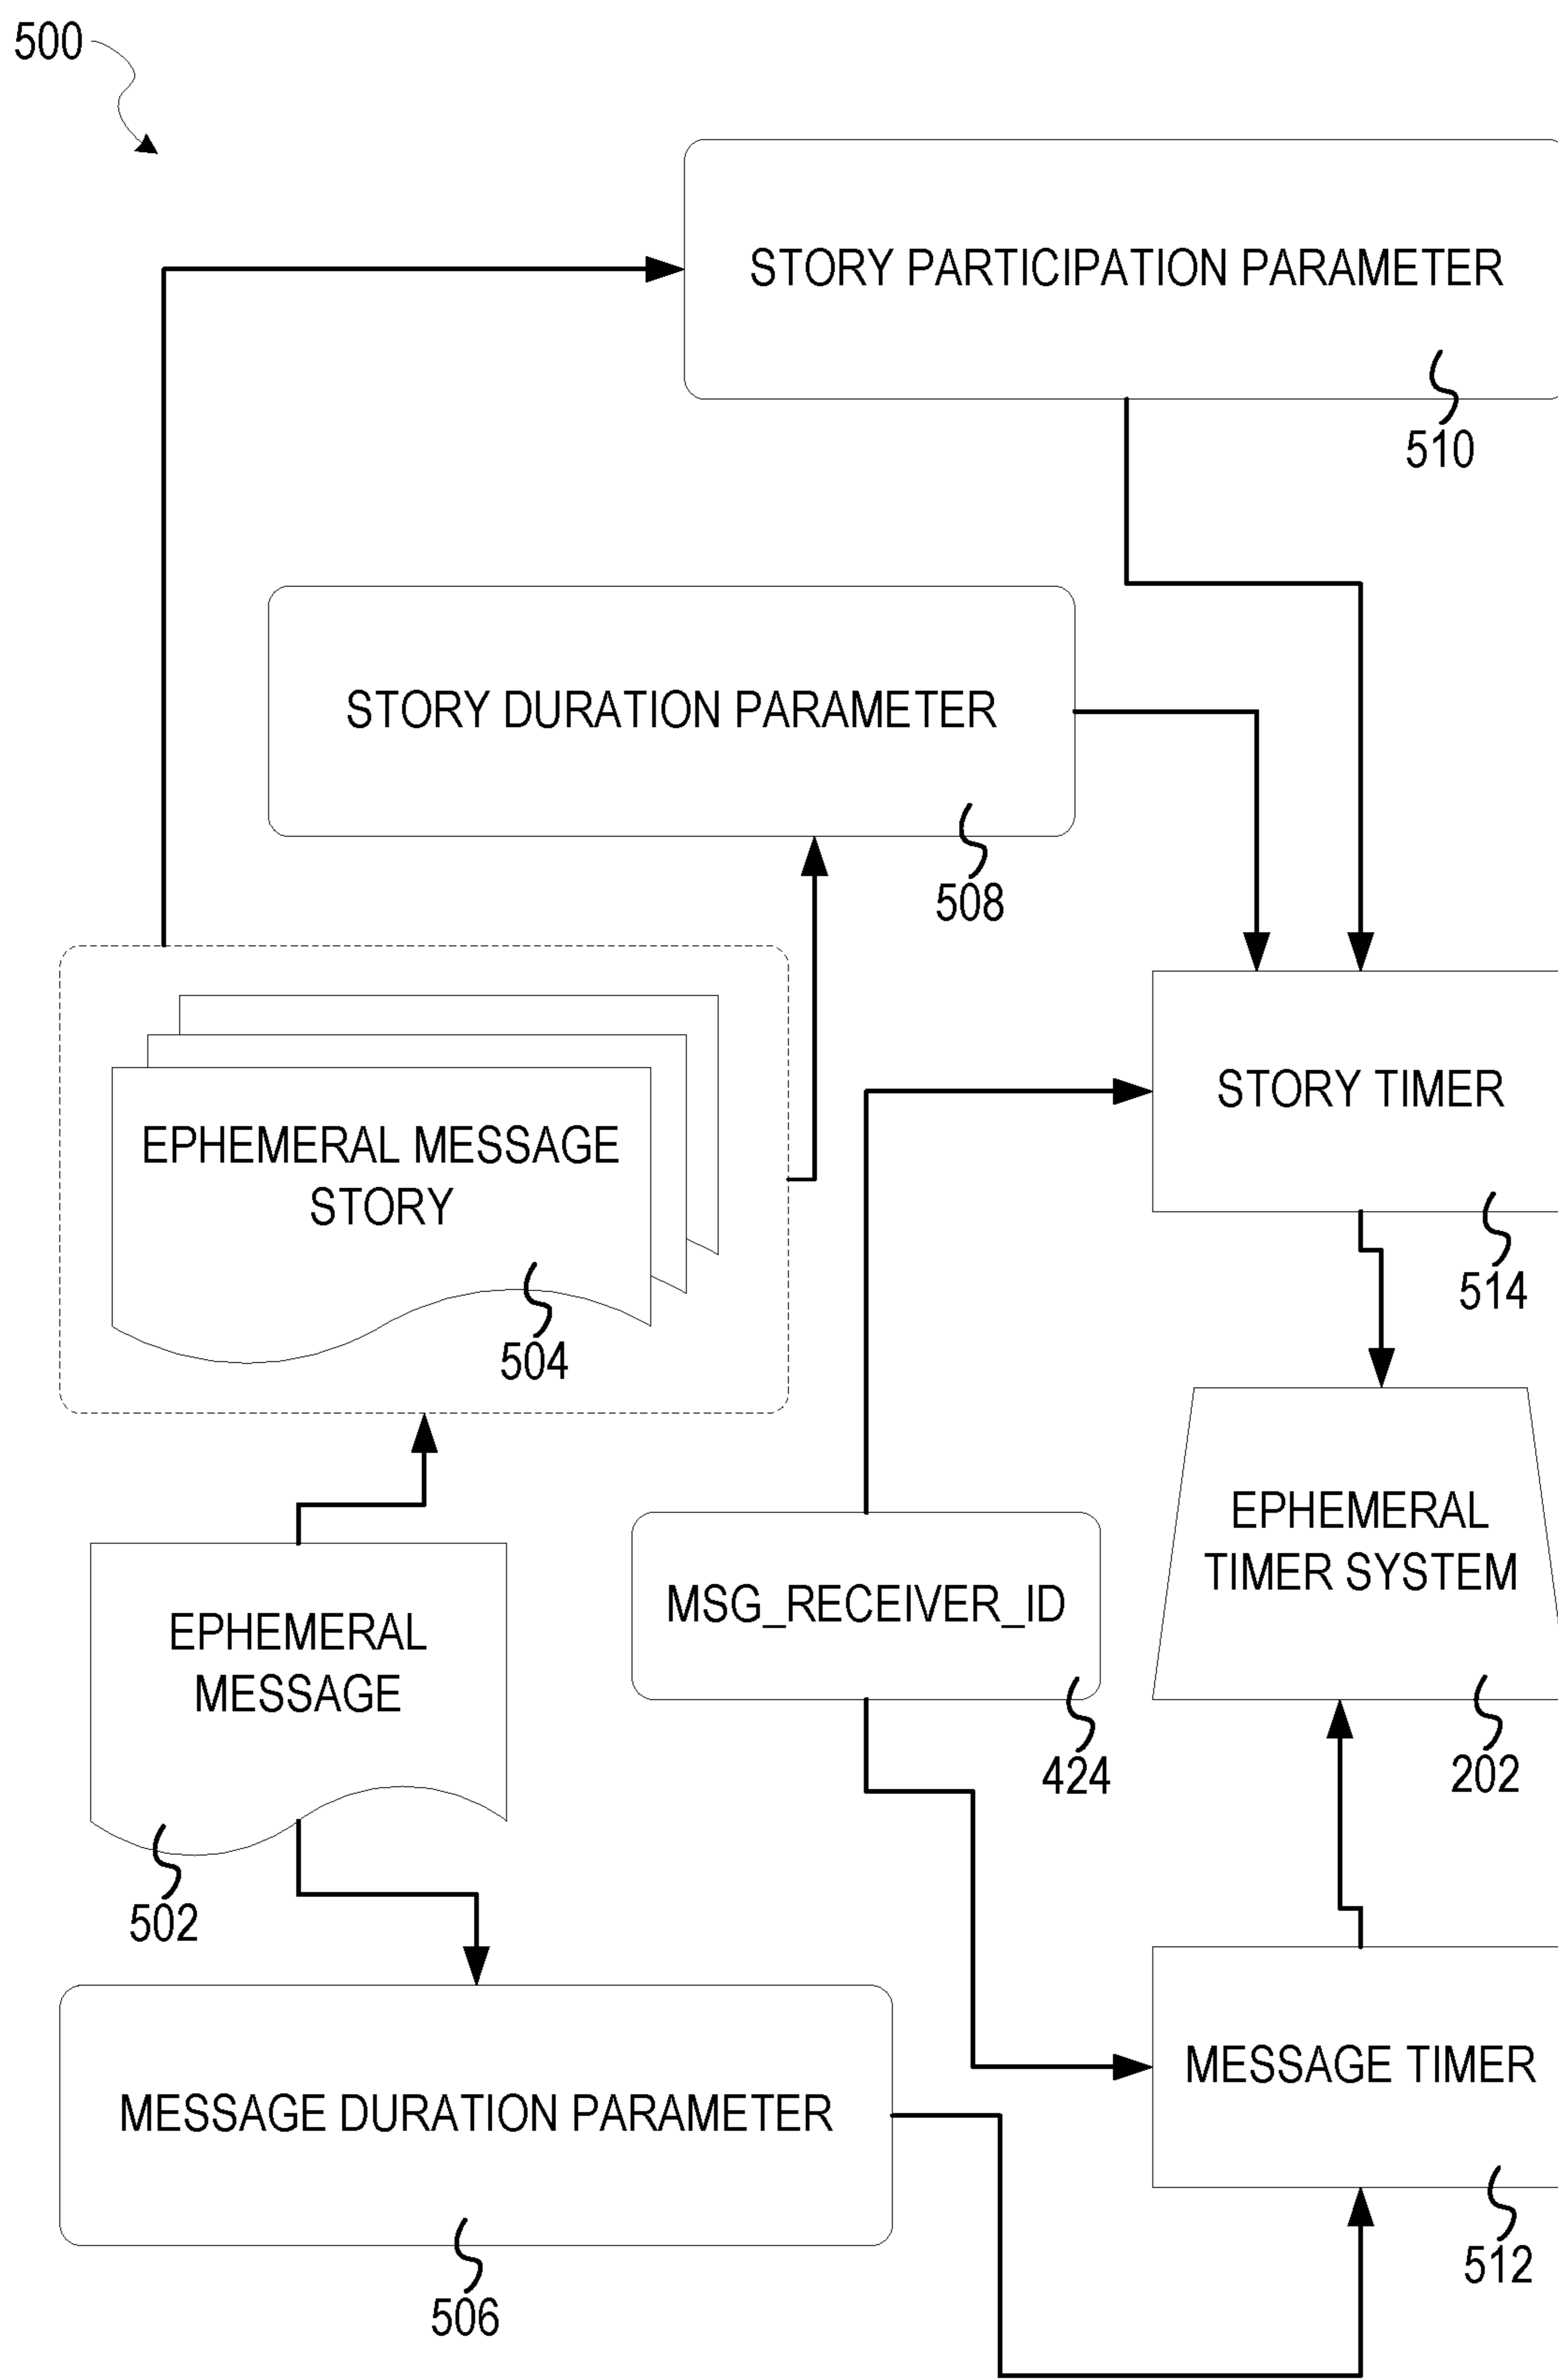 500
STORY PARTICIPATION PARAMETER
510
STORY DURATION PARAMETER
508
EPHEMERAL MESSAGE
STORY
504
STORY TIMER
514
EPHEMERAL
TIMER SYSTEM
202
MSG_RECEIVER_ID
424
EPHEMERAL
MESSAGE
502
MESSAGE TIMER
512
MESSAGE DURATION PARAMETER
506